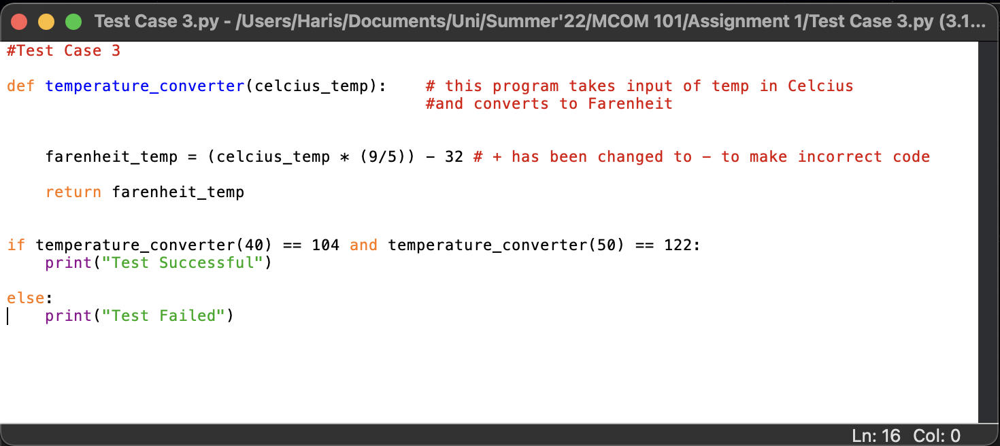 Test Case 3.py - /Users/Haris/Documents/Uni/Summer'22/MCOM 101/Assignment 1/Test Case 3.py (3.1...
#Test Case 3
def temperature_converter(celcius_temp):    # this program takes input of temp in Celcius
#and converts to Farenheit
farenheit_temp = (celcius_temp * (9/5)) - 32 # + has been changed to - to make incorrect code
return farenheit_temp
if temperature_converter(40) == 104 and temperature_converter(50) == 122:
print("Test Successful")
else:
print("Test Failed")
Ln: 16  Col: 0